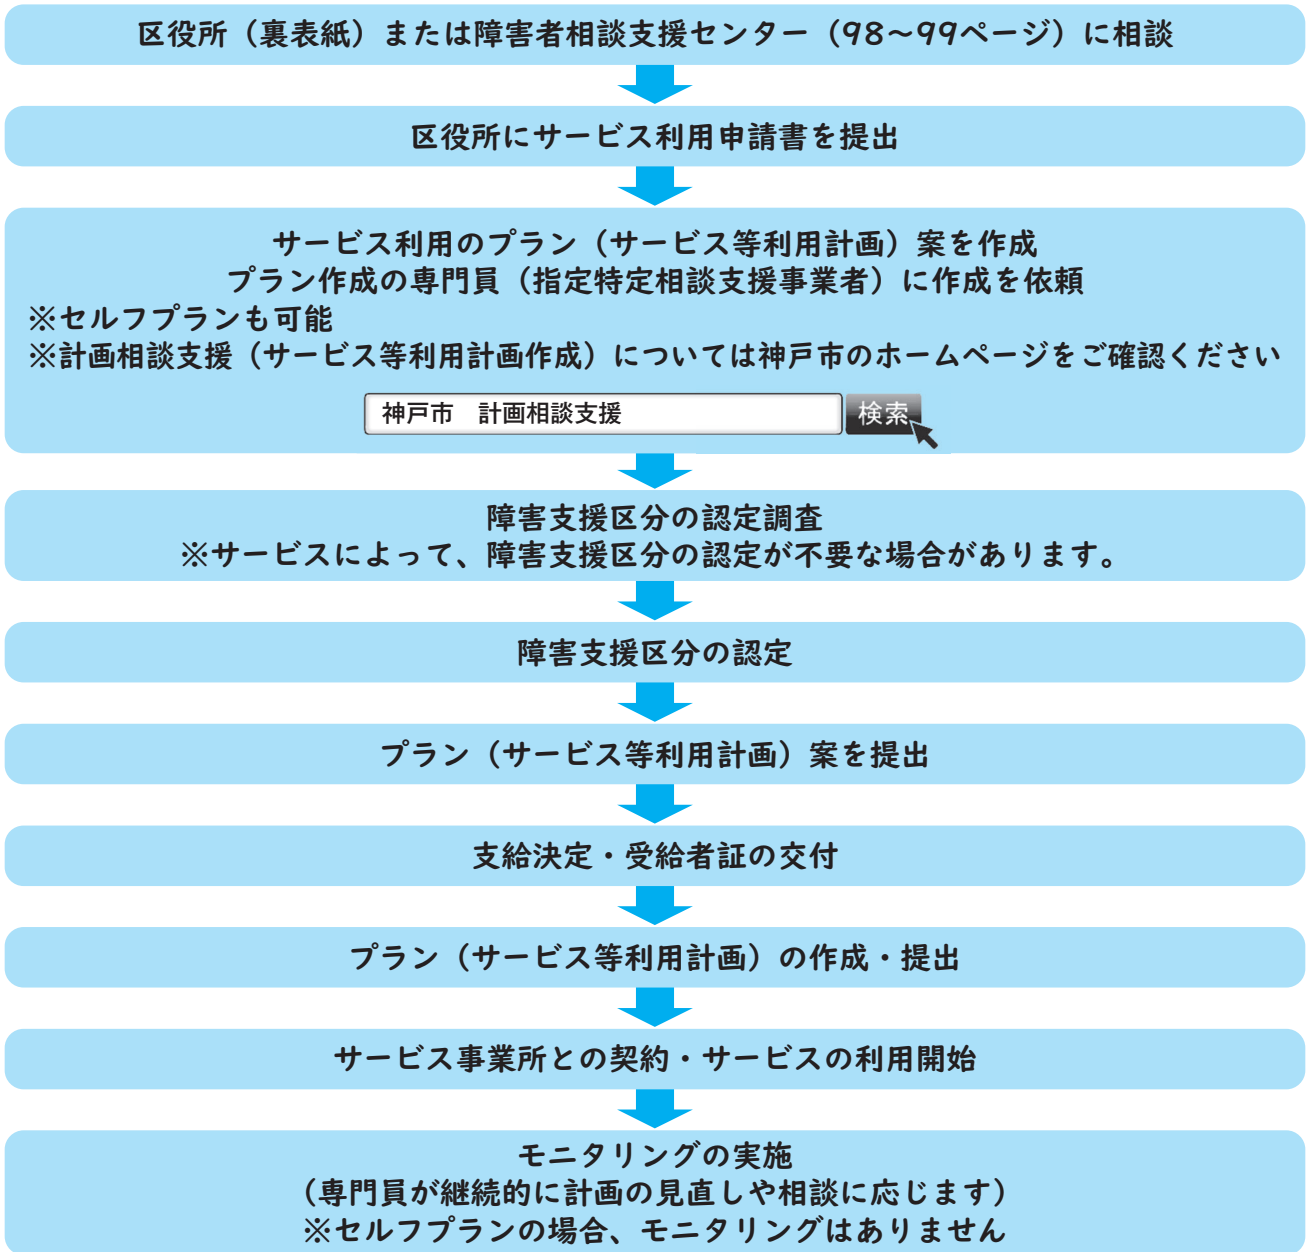 区役所（裏表紙）または障害者相談支援センター（98～99ページ）に相談
区役所にサービス利用申請書を提出
サービス利用のプラン（サービス等利用計画）案を作成
プラン作成の専門員（指定特定相談支援事業者）に作成を依頼
※セルフプランも可能
※計画相談支援（サービス等利用計画作成）については神戸市のホームページをご確認ください
神戸市　計画相談支援　検索
障害支援区分の認定調査
※サービスによって、障害支援区分の認定が不要な場合があります。
障害支援区分の認定
プラン（サービス等利用計画）案を提出
支給決定・受給者証の交付
プラン（サービス等利用計画）の作成・提出
サービス事業所との契約・サービスの利用開始
モニタリングの実施
（専門員が継続的に計画の見直しや相談に応じます）
※セルフプランの場合、モニタリングはありません